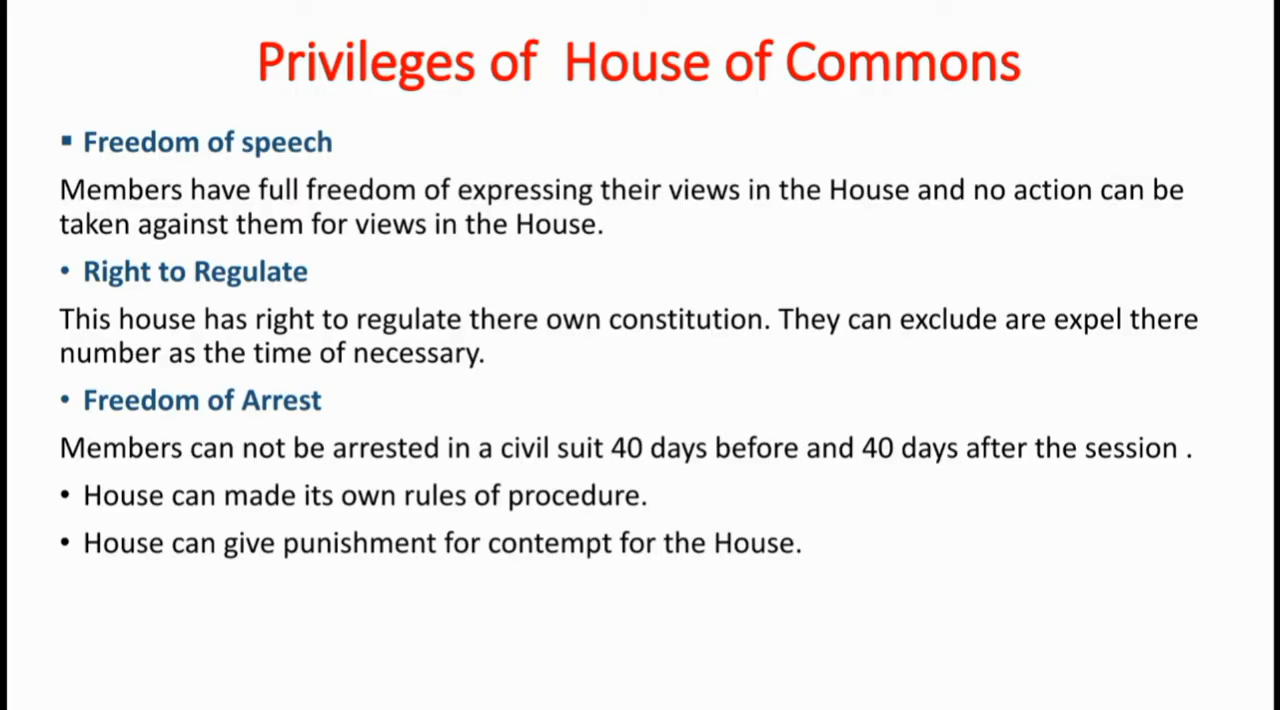 Privileges of House of Commons
▪ Freedom of speech
Members have full freedom of expressing their views in the House and no action can be
taken against them for views in the House.
• Right to Regulate
This house has right to regulate there own constitution. They can exclude are expel there
number as the time of necessary.
• Freedom of Arrest
Members can not be arrested in a civil suit 40 days before and 40 days after the session .
• House can made its own rules of procedure.
• House can give punishment for contempt for the House.